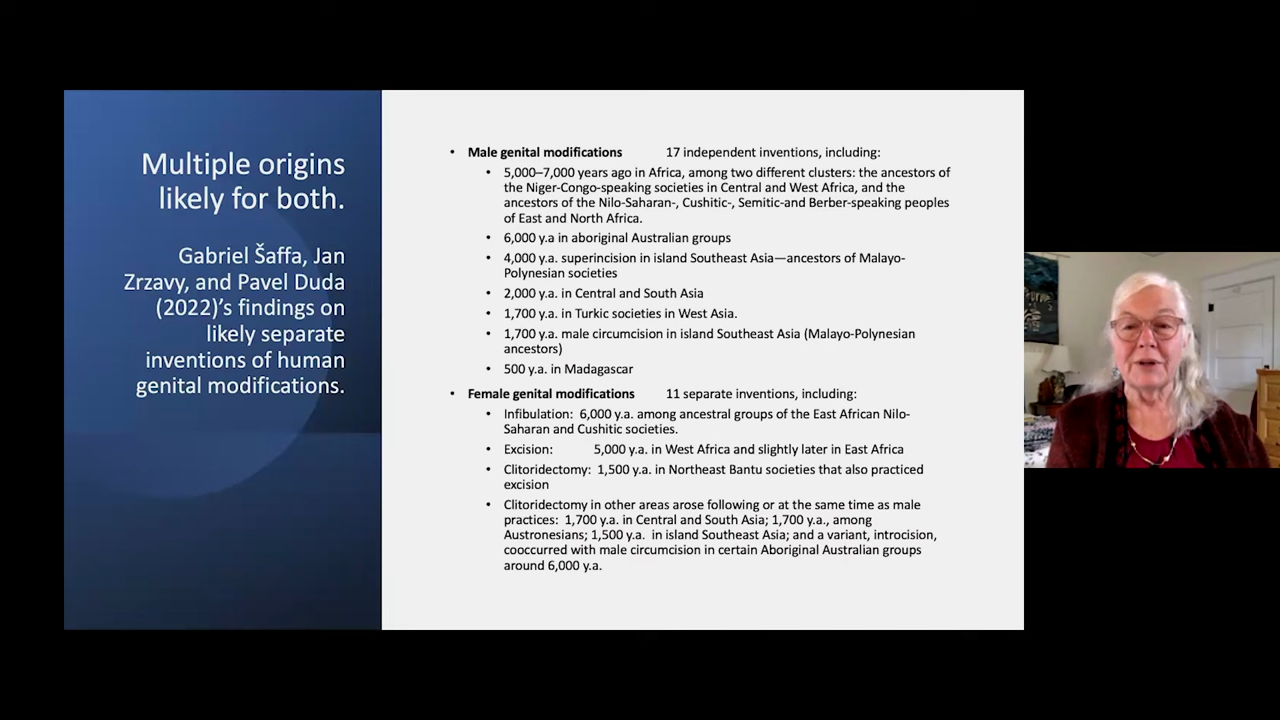 Multiple origins
likely for both.
Gabriel Šaffa, Jan
Zrzavy, and Pavel Duda
(2022)'s findings on
likely separate
inventions of human
genital modifications.
• Male genital modifications 17 independent inventions, including:
• 5,000–7,000 years ago in Africa, among two different clusters: the ancestors of
the Niger-Congo-speaking societies in Central and West Africa, and the
ancestors of the Nilo-Saharan-, Cushitic-, Semitic-and Berber-speaking peoples
of East and North Africa.
• 6,000 y.a in aboriginal Australian groups
• 4,000 y.a. superincision in island Southeast Asia—ancestors of Malayo-
Polynesian societies
• 2,000 y.a. in Central and South Asia
• 1,700 y.a. in Turkic societies in West Asia.
• 1,700 y.a. male circumcision in island Southeast Asia (Malayo-Polynesian
ancestors)
• 500 y.a. in Madagascar
• Female genital modifications 11 separate inventions, including:
• Infibulation: 6,000 y.a. among ancestral groups of the East African Nilo-
Saharan and Cushitic societies.
• Excision: 5,000 y.a. in West Africa and slightly later in East Africa
• Clitoridectomy: 1,500 y.a. in Northeast Bantu societies that also practiced
excision
• Clitoridectomy in other areas arose following or at the same time as male
practices: 1,700 y.a. in Central and South Asia; 1,700 y.a., among
Austronesians; 1,500 y.a. in island Southeast Asia; and a variant, introcision,
cooccurred with male circumcision in certain Aboriginal Australian groups
around 6,000 y.a.